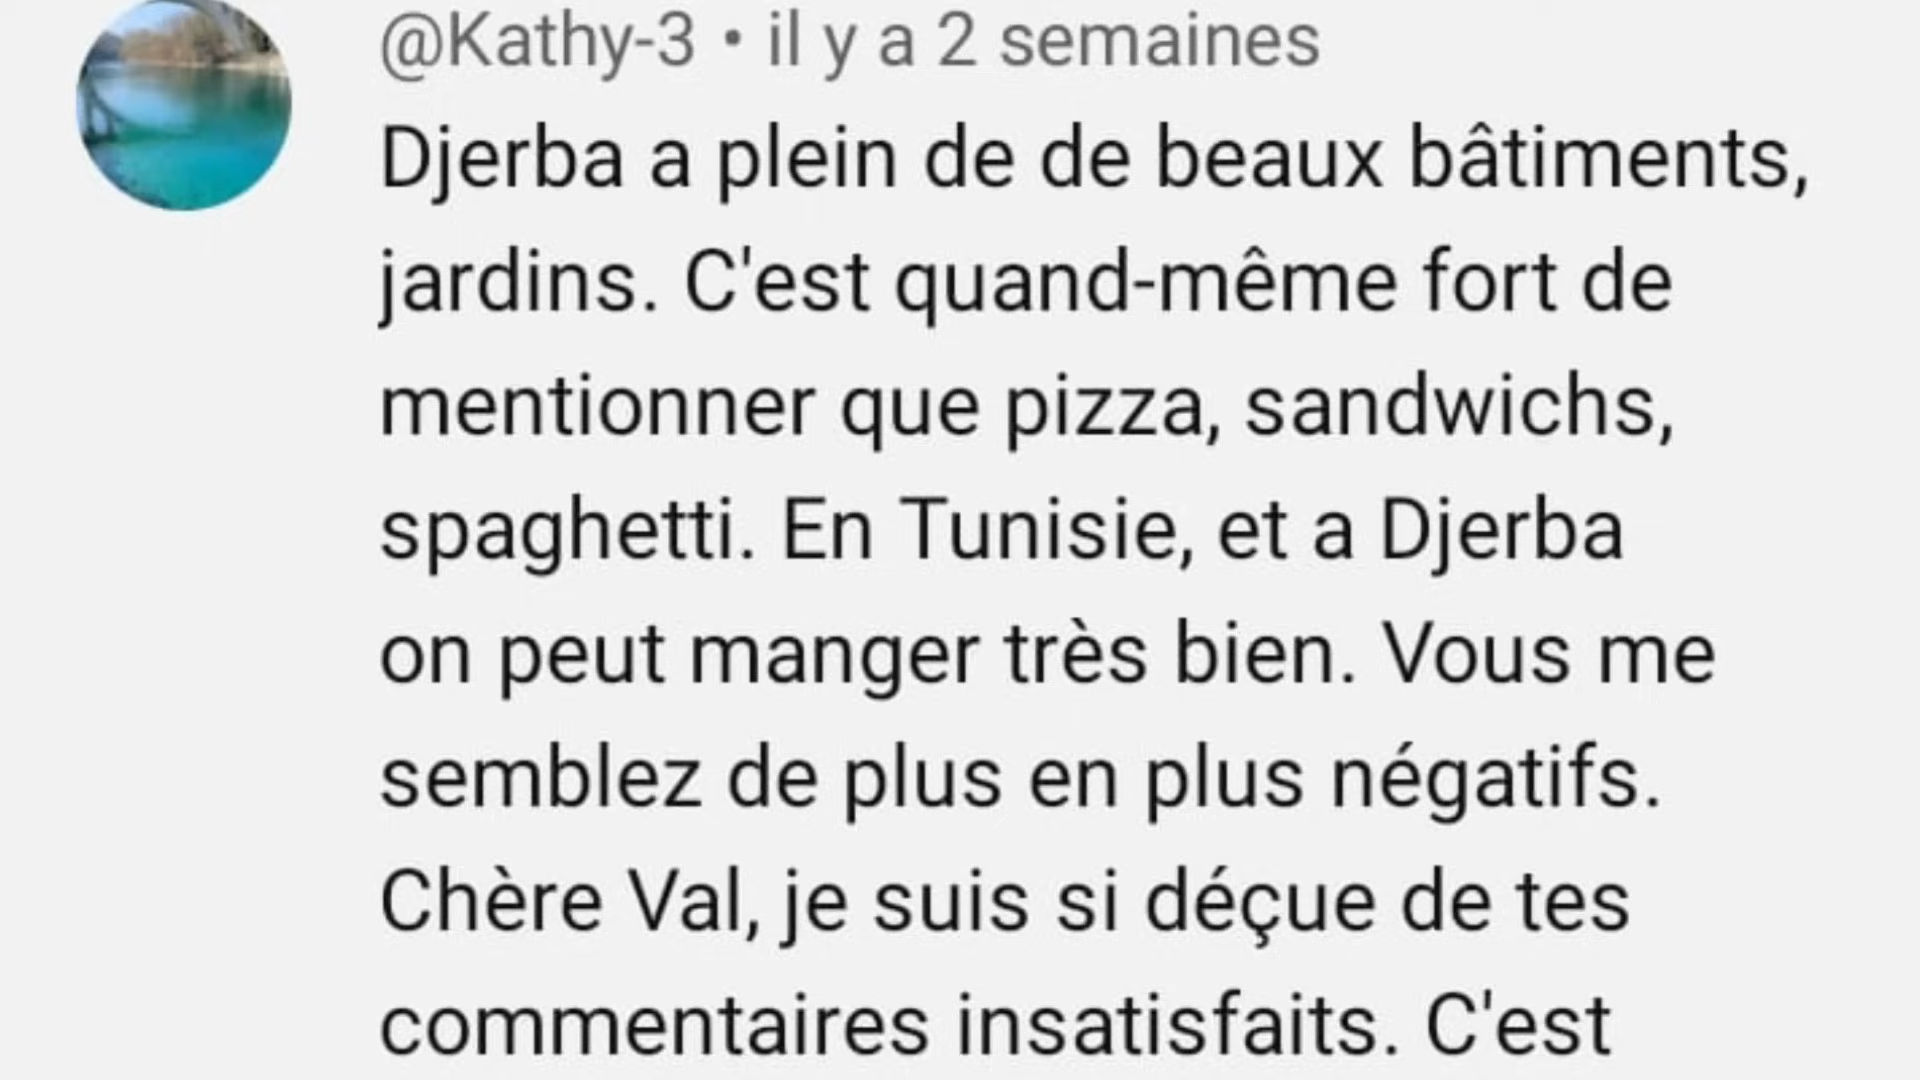 @Kathy-3 • il y a 2 semaines
Djerba a plein de de beaux bâtiments,
jardins. C'est quand-même fort de
mentionner que pizza, sandwichs,
spaghetti. En Tunisie, et a Djerba
on peut manger très bien. Vous me
semblez de plus en plus négatifs.
Chère Val, je suis si déçue de tes
commentaires insatisfaits. C'est